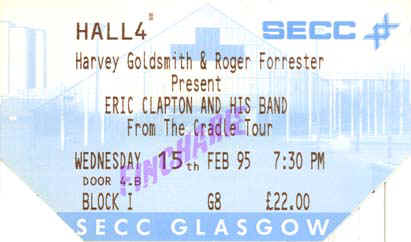 HALL4
SECC
Harvey Goldsmith & Roger Forrester
Present
ERIC CLAPTON AND HIS BAND
From The Cradle Tour
WEDNESDAY 15th FEB 95 7:30 PM
DOOR 4.B
BLOCK I G8 £22.00
SECC GLASGOW